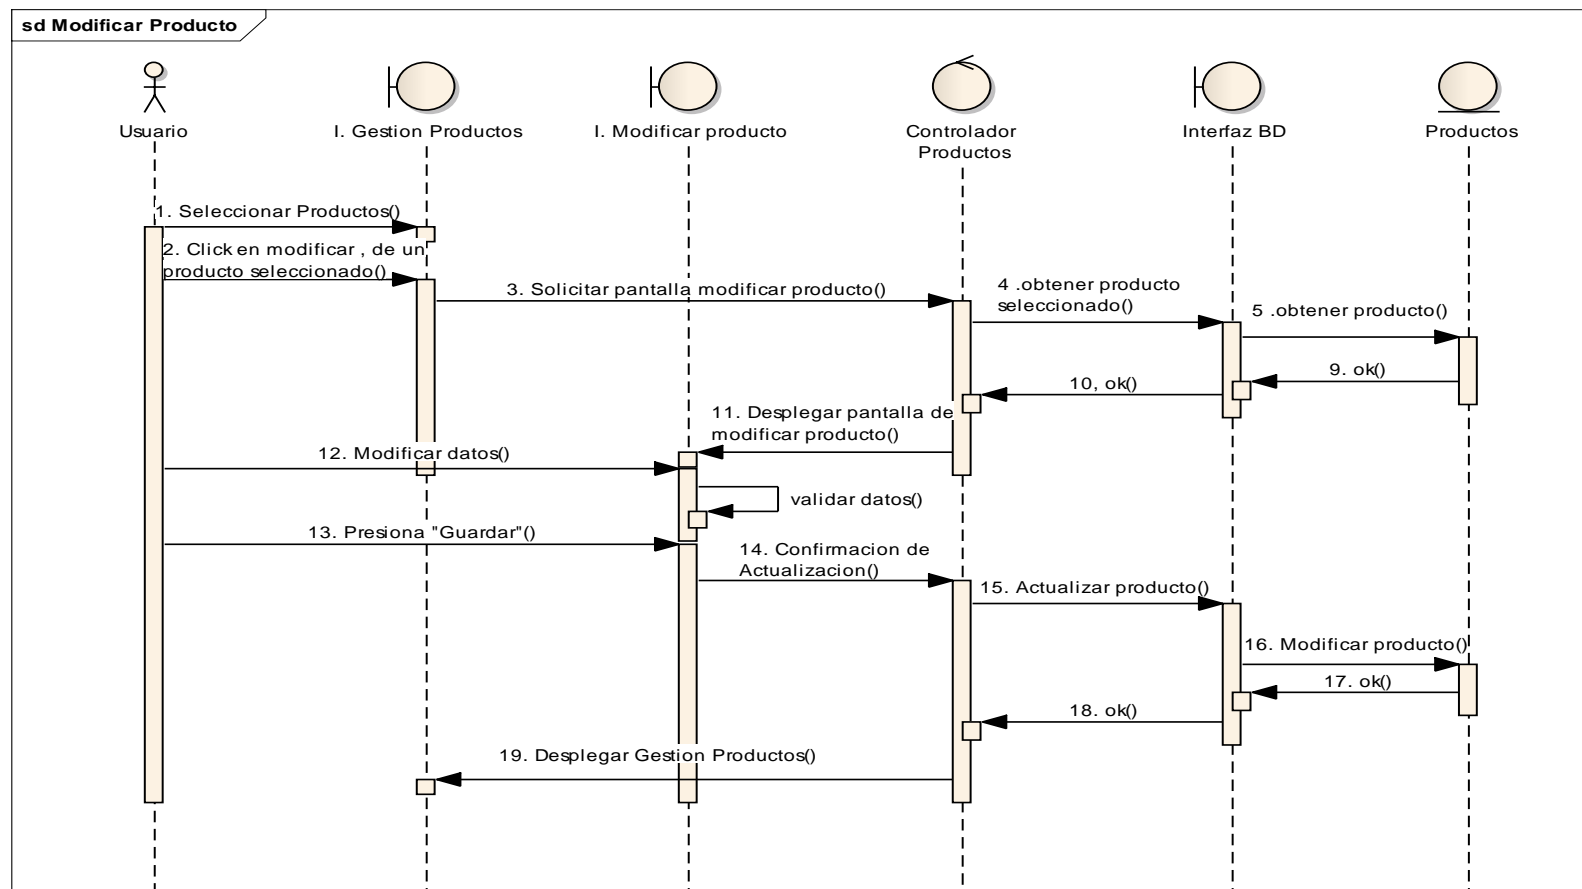 sd Modificar Producto
Usuario
I. Gestion Productos
I. Modificar producto
Controlador
Productos
Interfaz BD
Productos
1. Seleccionar Productos()
2. Click en modificar , de un
producto seleccionado()
3. Solicitar pantalla modificar producto()
4 .obtener producto
seleccionado()
5 .obtener producto()
9. ok()
10, ok()
11. Desplegar pantalla de
modificar producto()
12. Modificar datos()
validar datos()
13. Presiona "Guardar"()
14. Confirmacion de
Actualizacion()
15. Actualizar producto()
16. Modificar producto()
17. ok()
18. ok()
19. Desplegar Gestion Productos()